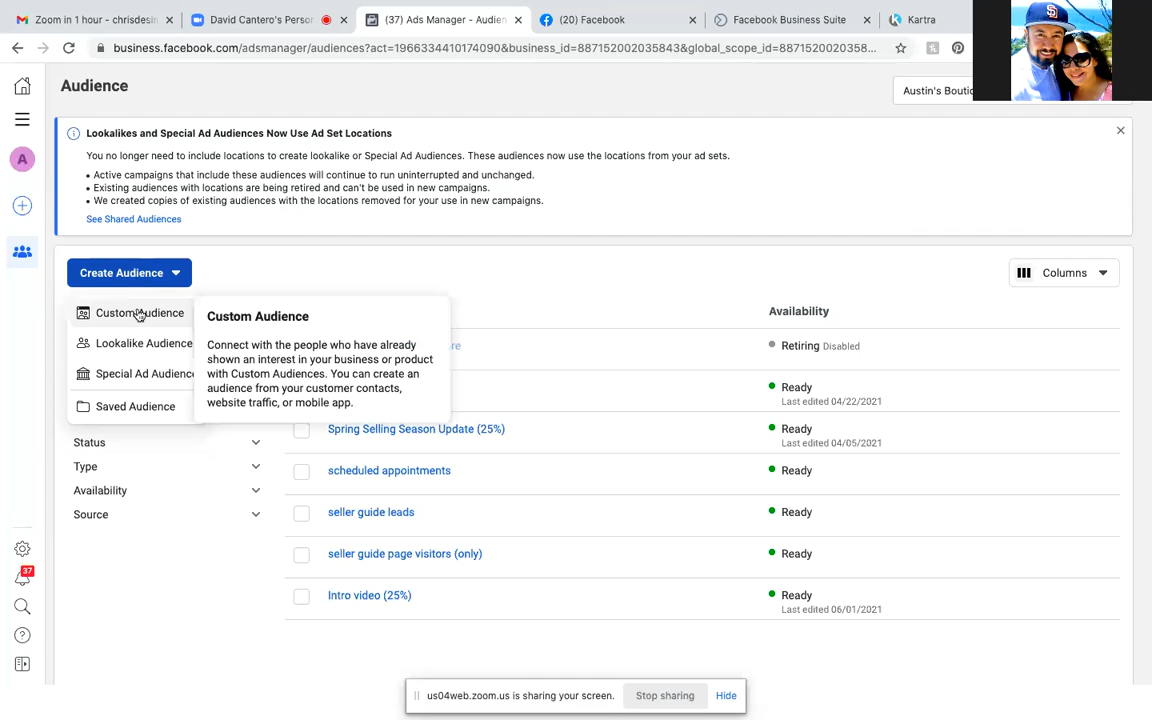 Zoom in 1 hour - chrisdesin
David Cantero's Person
(37) Ads Manager - Audien
(20) Facebook
Facebook Business Suite
Kartra
business.facebook.com/adsmanager/audiences?act=1966334410174090&business_id=887152002035843&global_scope_id=8871520020358...
Audience
Austin's Boutic
Lookalikes and Special Ad Audiences Now Use Ad Set Locations
You no longer need to include locations to create lookalike or Special Ad Audiences. These audiences now use the locations from your ad sets.
• Active campaigns that include these audiences will continue to run uninterrupted and unchanged.
• Existing audiences with locations are being retired and can't be used in new campaigns.
• We created copies of existing audiences with the locations removed for your use in new campaigns.
See Shared Audiences
A
Create Audience
Columns
Custom Audience
Lookalike Audience
Special Ad Audience
Saved Audience
Custom Audience
Connect with the people who have already
shown an interest in your business or product
with Custom Audiences. You can create an
audience from your customer contacts,
website traffic, or mobile app.
Availability
re
Retiring Disabled
Ready
Last edited 04/22/2021
Status
Type
Availability
Source
Spring Selling Season Update (25%)
Ready
Last edited 04/05/2021
scheduled appointments
Ready
seller guide leads
Ready
seller guide page visitors (only)
Ready
Intro video (25%)
Ready
Last edited 06/01/2021
37
us04web.zoom.us is sharing your screen.
Stop sharing
Hide